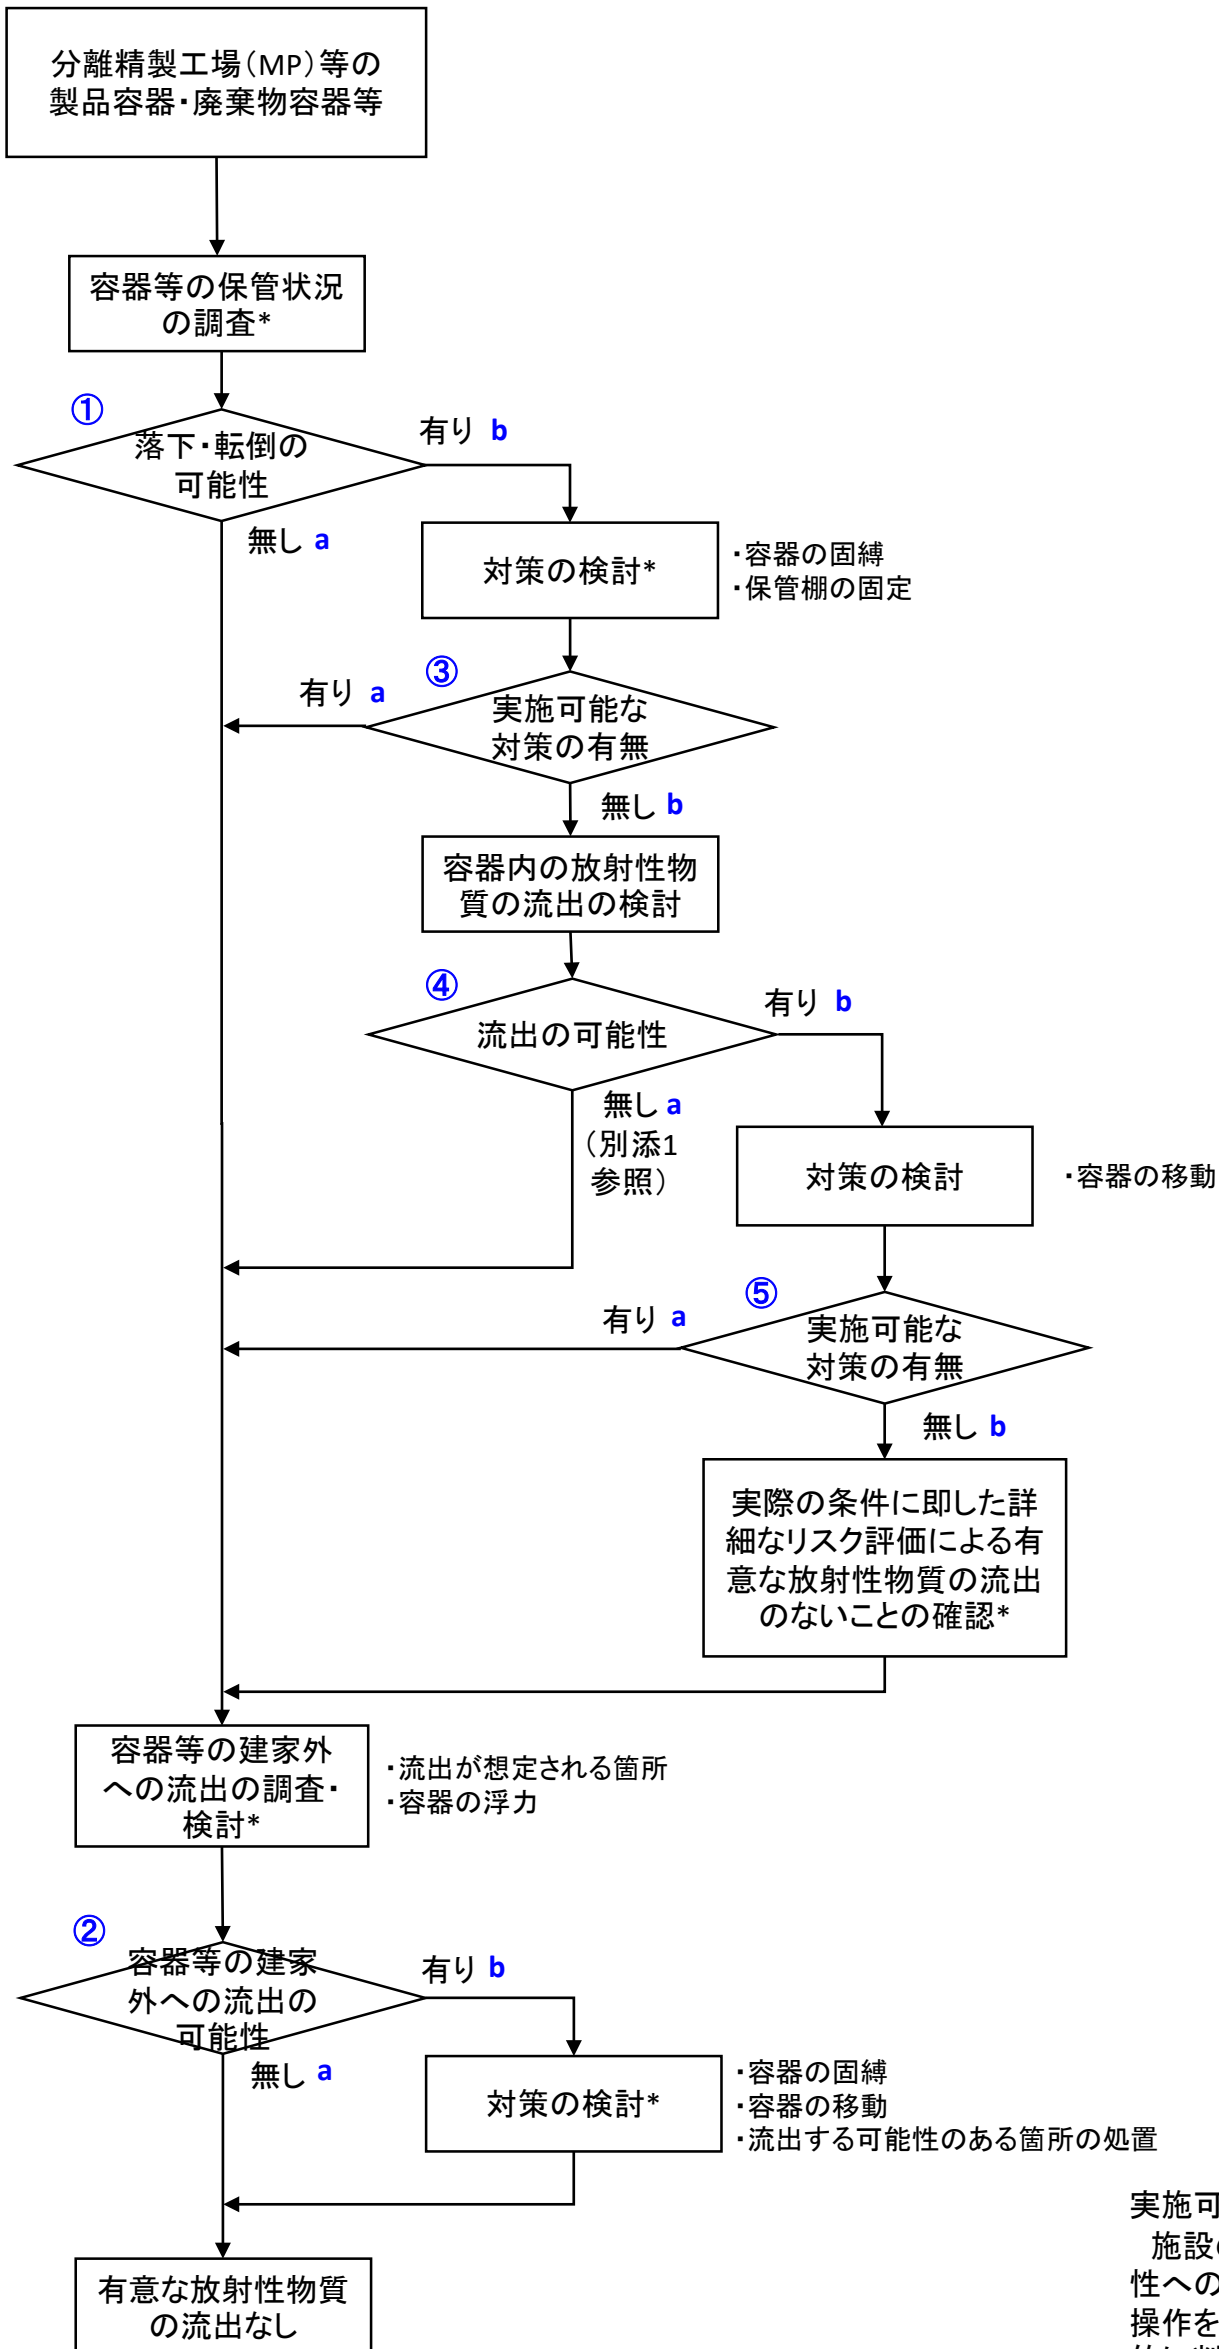 分離精製工場(MP)等の
製品容器・廃棄物容器等
容器等の保管状況
の調査*
①
落下・転倒の
可能性
有り b
無し a
対策の検討*
・容器の固縛
・保管棚の固定
③
有り a
実施可能な
対策の有無
無し b
容器内の放射性物
質の流出の検討
④
流出の可能性
有り b
無し a
(別添1
参照)
対策の検討
・容器の移動
⑤
有り a
実施可能な
対策の有無
無し b
実際の条件に即した詳
細なリスク評価による有
意な放射性物質の流出
のないことの確認*
容器等の建家外
への流出の調査・
検討*
・流出が想定される箇所
・容器の浮力
②
容器等の建家
外への流出の
可能性
有り b
無し a
対策の検討*
・容器の固縛
・容器の移動
・流出する可能性のある箇所の処置
有意な放射性物質
の流出なし
実施可
施設
性への
操作を